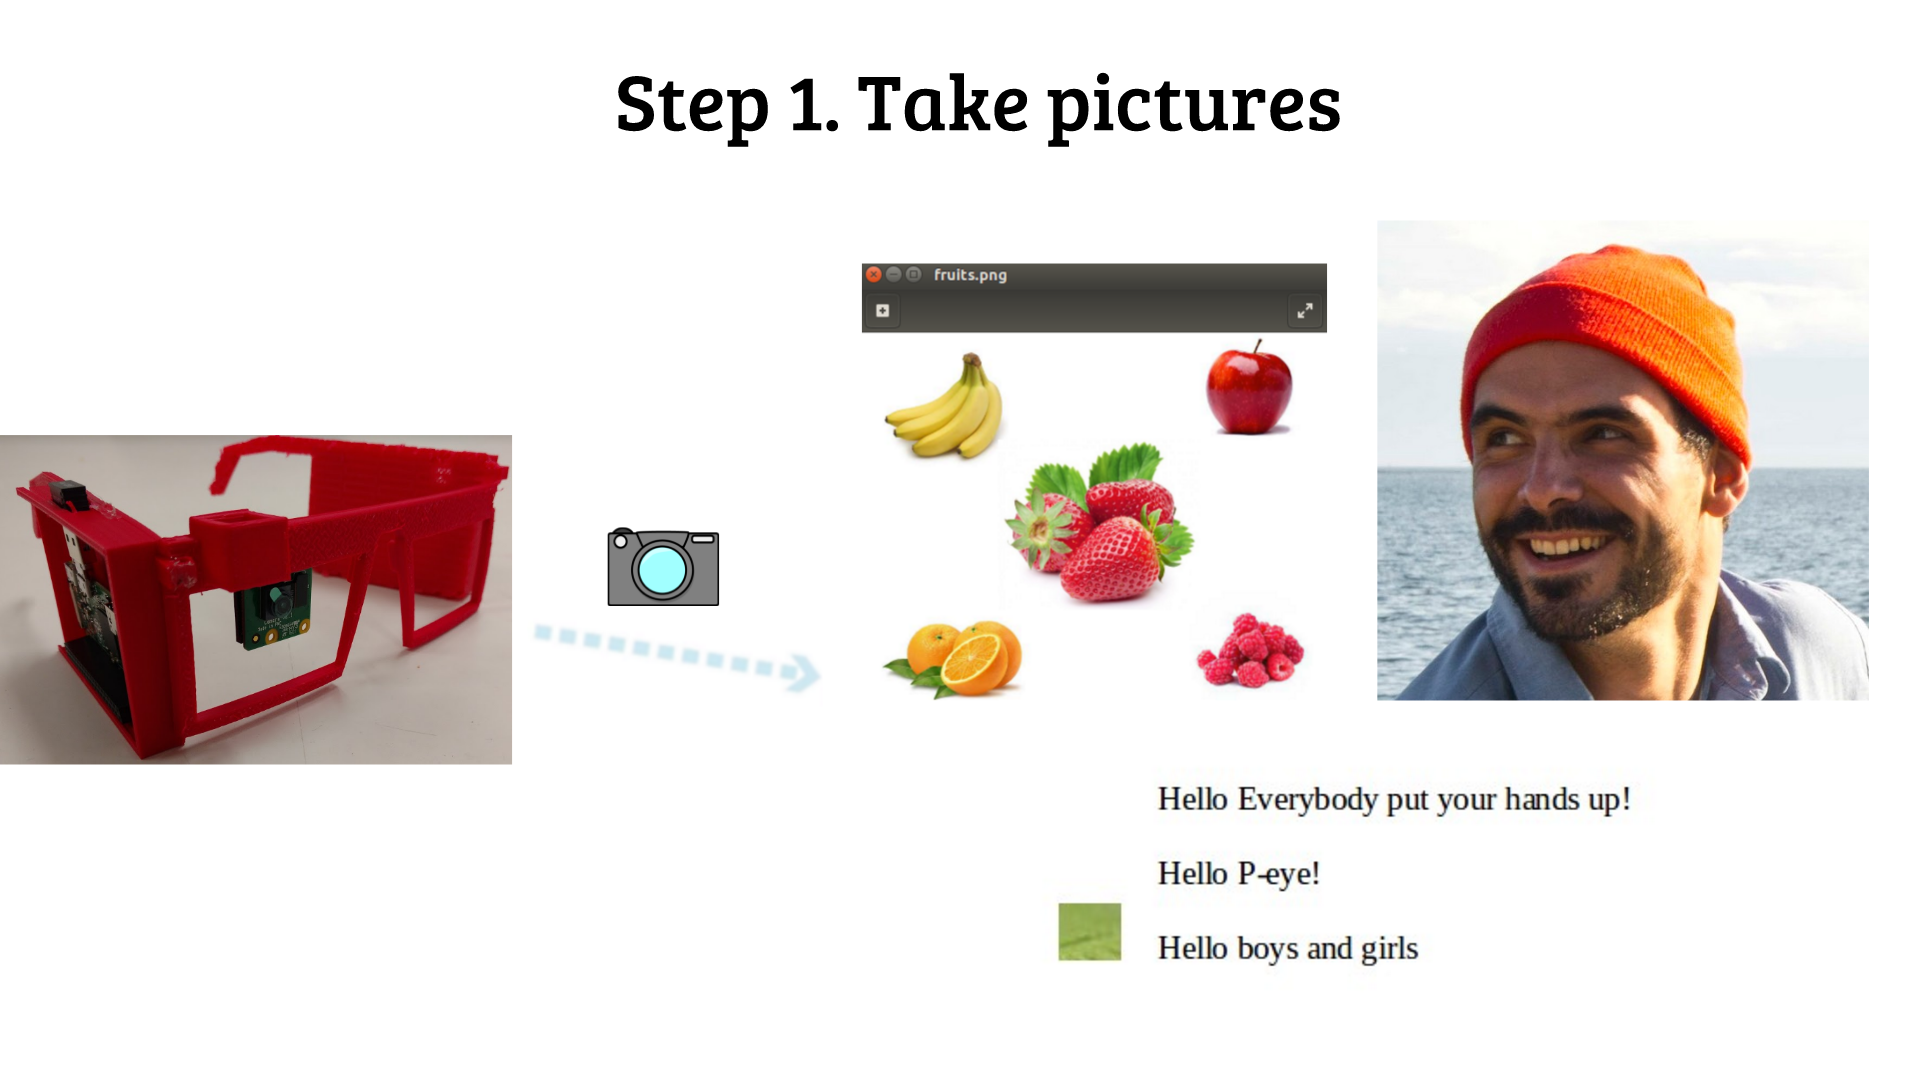 Step 1. Take pictures
fruits.png
Hello Everybody put your hands up!
Hello P-eye!
Hello boys and girls